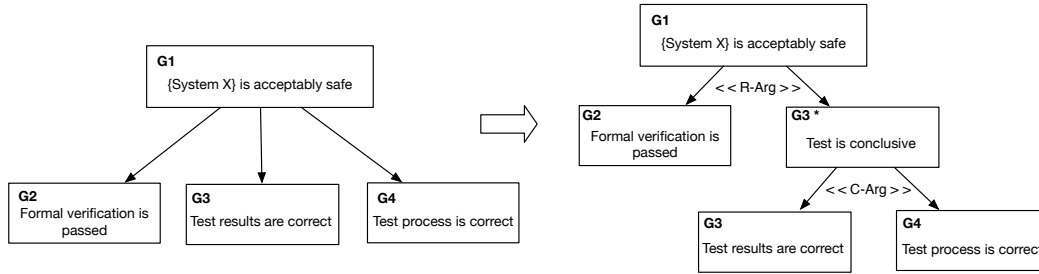 G1
{System X} is acceptably safe
G2
Formal verification is
passed
G3
Test results are correct
G4
Test process is correct
G1
{System X} is acceptably safe
<< R-Arg >>
G2
Formal verification is
passed
G3 *
Test is conclusive
<< C-Arg >>
G3
Test results are correct
G4
Test process is correct